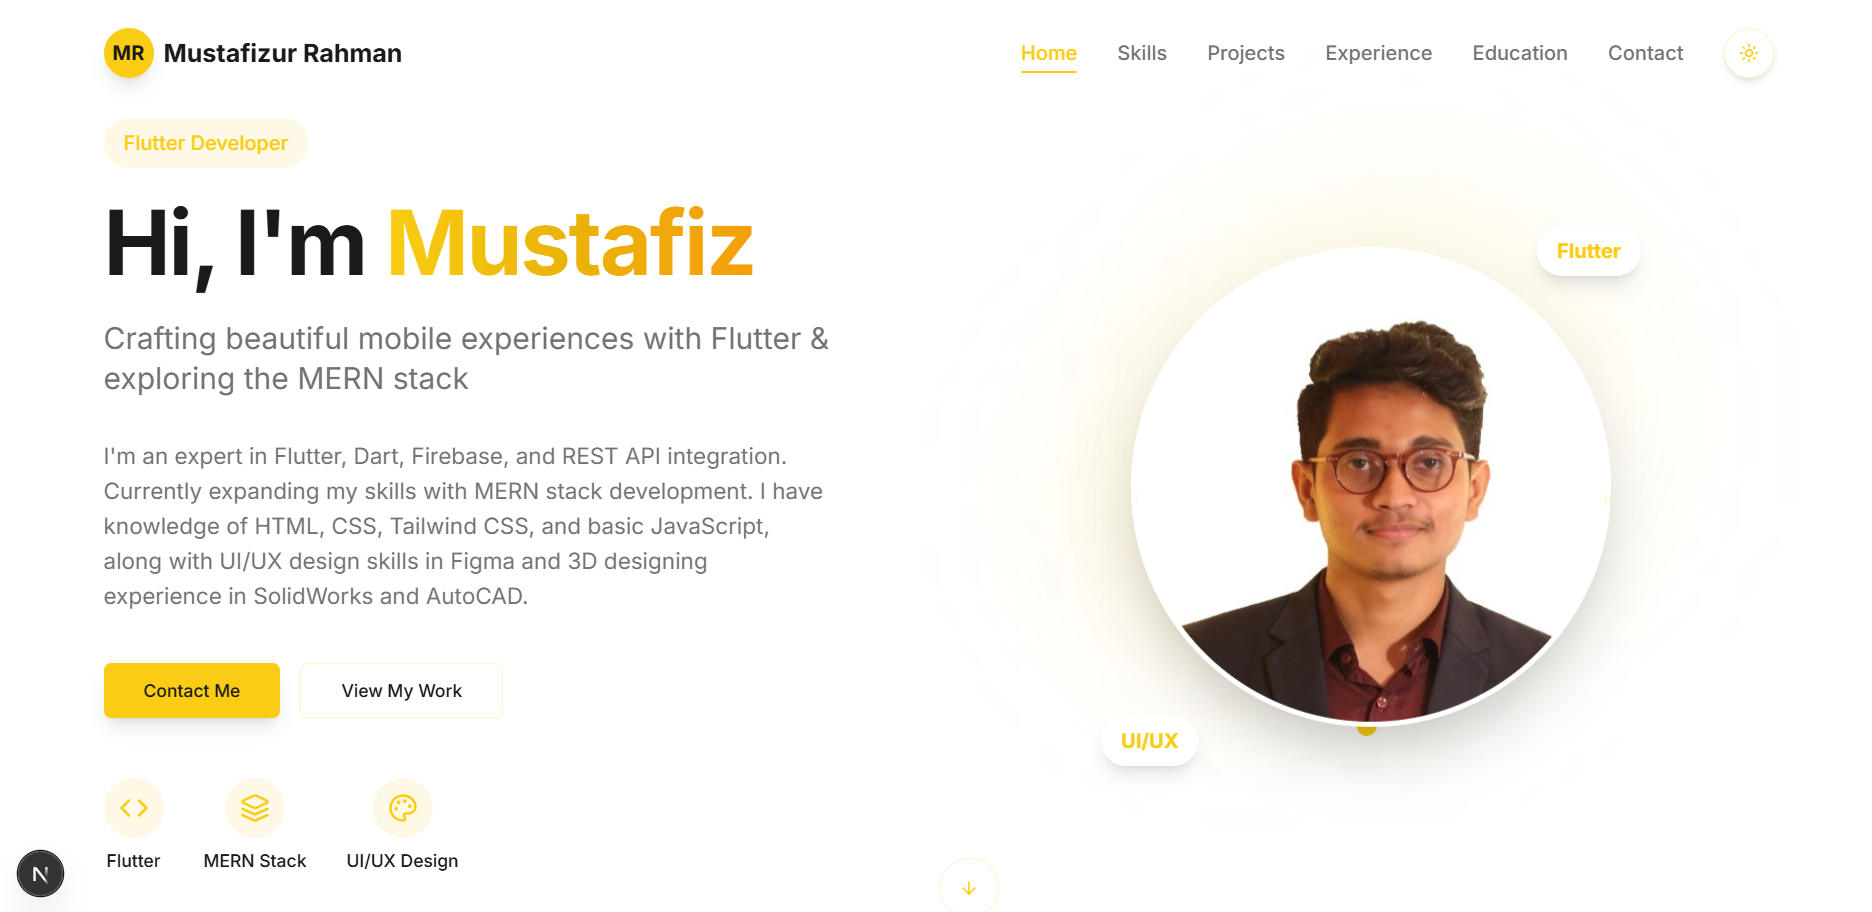 MR
Mustafizur Rahman
Home
Skills
Projects
Experience
Education
Contact
Flutter Developer
Hi, I'm Mustafiz
Crafting beautiful mobile experiences with Flutter &
exploring the MERN stack
I'm an expert in Flutter, Dart, Firebase, and REST API integration.
Currently expanding my skills with MERN stack development. I have
knowledge of HTML, CSS, Tailwind CSS, and basic JavaScript,
along with UI/UX design skills in Figma and 3D designing
experience in SolidWorks and AutoCAD.
Contact Me
View My Work
Flutter
MERN Stack
UI/UX Design
Flutter
UI/UX
N